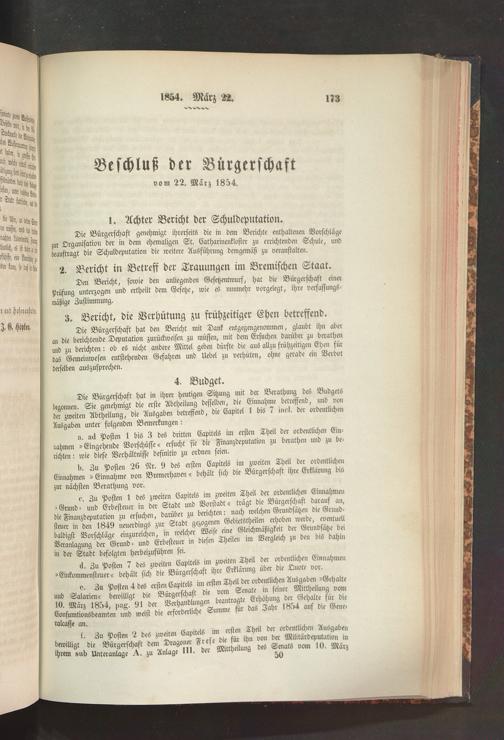 1854. März 22.
173
Beschluß der Bürgerschaft
vom 22. März 1854.
1. Achter Bericht der Schuldeputation.
Die Bürgerschaft genehmigt ihrerseits die in dem Berichte enthaltenen Vorschläge
zur Organisation der in dem ehemaligen St. Catharinenkloster zu errichtenden Schule, und
beauftragt die Schuldeputation die weitere Ausführung demgemäß zu veranstalten.
2. Bericht in Betreff der Trauungen im Bremischen Staat.
Den Bericht, sowie den anliegenden Gesetzentwurf, hat die Bürgerschaft einer
Prüfung unterzogen und ertheilt dem Gesetze, wie es nunmehr vorgelegt, ihre verfassungs-
mäßige Zustimmung.
3. Bericht, die Verhütung zu frühzeitiger Ehen betreffend.
Die Bürgerschaft hat den Bericht mit Dank entgegengenommen, glaubt ihn aber
an die berichtende Deputation zurückweisen zu müssen, mit dem Ersuchen darüber zu berathen
und zu berichten: ob es nicht andere Mittel geben dürfte die aus allzu frühzeitigen Ehen für
das Gemeinwesen entstehenden Gefahren und Uebel zu verhüten, ohne gerade ein Verbot
derselben auszusprechen.
4. Budget.
Die Bürgerschaft hat in ihrer heutigen Sitzung mit der Berathung des Budgets
begonnen. Sie genehmigt die erste Abtheilung desselben, die Einnahme betreffend, und von
der zweiten Abtheilung, die Ausgaben betreffend, die Capitel 1 bis 7 incl. der ordentlichen
Ausgaben unter folgenden Bemerkungen:
a. ad Posten 1 bis 3 des dritten Capitels im ersten Theil der ordentlichen Ein-
nahmen »Eingehende Vorschüsse« ersucht sie die Finanzdeputation zu berathen und zu be-
richten: wie diese Verhältnisse definitiv zu ordnen seien.
b. Zu Posten 26 Nr. 9 des ersten Capitels im zweiten Theil der ordentlichen
Einnahmen »Einnahme von Bremerhaven« behält sich die Bürgerschaft ihre Erklärung bis
zur nächsten Berathung vor.
c. Zu Posten 1 des zweiten Capitels im zweiten Theil der ordentlichen Einnahmen
»Grund- und Erbesteuer in der Stadt und Vorstadt« trägt die Bürgerschaft darauf an,
die Finanzdeputation zu ersuchen, darüber zu berichten: nach welchen Grundsätzen die Grund-
steuer in den 1849 neuerdings zur Stadt gezogenen Gebietstheilen erhoben werde, eventuell
baldigst Vorschläge einzureichen, in welcher Weise eine Gleichmäßigkeit der Grundsätze bei
Veranlagung der Grund- und Erbesteuer in diesen Theilen im Vergleich zu den bis dahin
in der Stadt befolgten herbeizuführen sei.
d. Zu Posten 7 des zweiten Capitels im zweiten Theil der ordentlichen Einnahmen
»Einkommensteuer« behält sich die Bürgerschaft ihre Erklärung über die Quote vor.
e. Zu Posten 4 des ersten Capitels im ersten Theil der ordentlichen Ausgaben »Gehalte
und Salarien« bewilligt die Bürgerschaft die vom Senate in seiner Mittheilung vom
10. März 1854, pag. 91 der Verhandlungen beantragte Erhöhung der Gehalte für die
Consumtionsbeamten und weist die erforderliche Summe für das Jahr 1854 auf die Gene-
ralcasse an.
f. Zu Posten 2 des zweiten Capitels im ersten Theil der ordentlichen Ausgaben
bewilligt die Bürgerschaft dem Dragoner Frese die für ihn von der Militärdeputation in
ihrem sub Unteranlage A. zu Anlage III. der Mittheilung des Senats vom 10. März
50
J. G. Höpken.